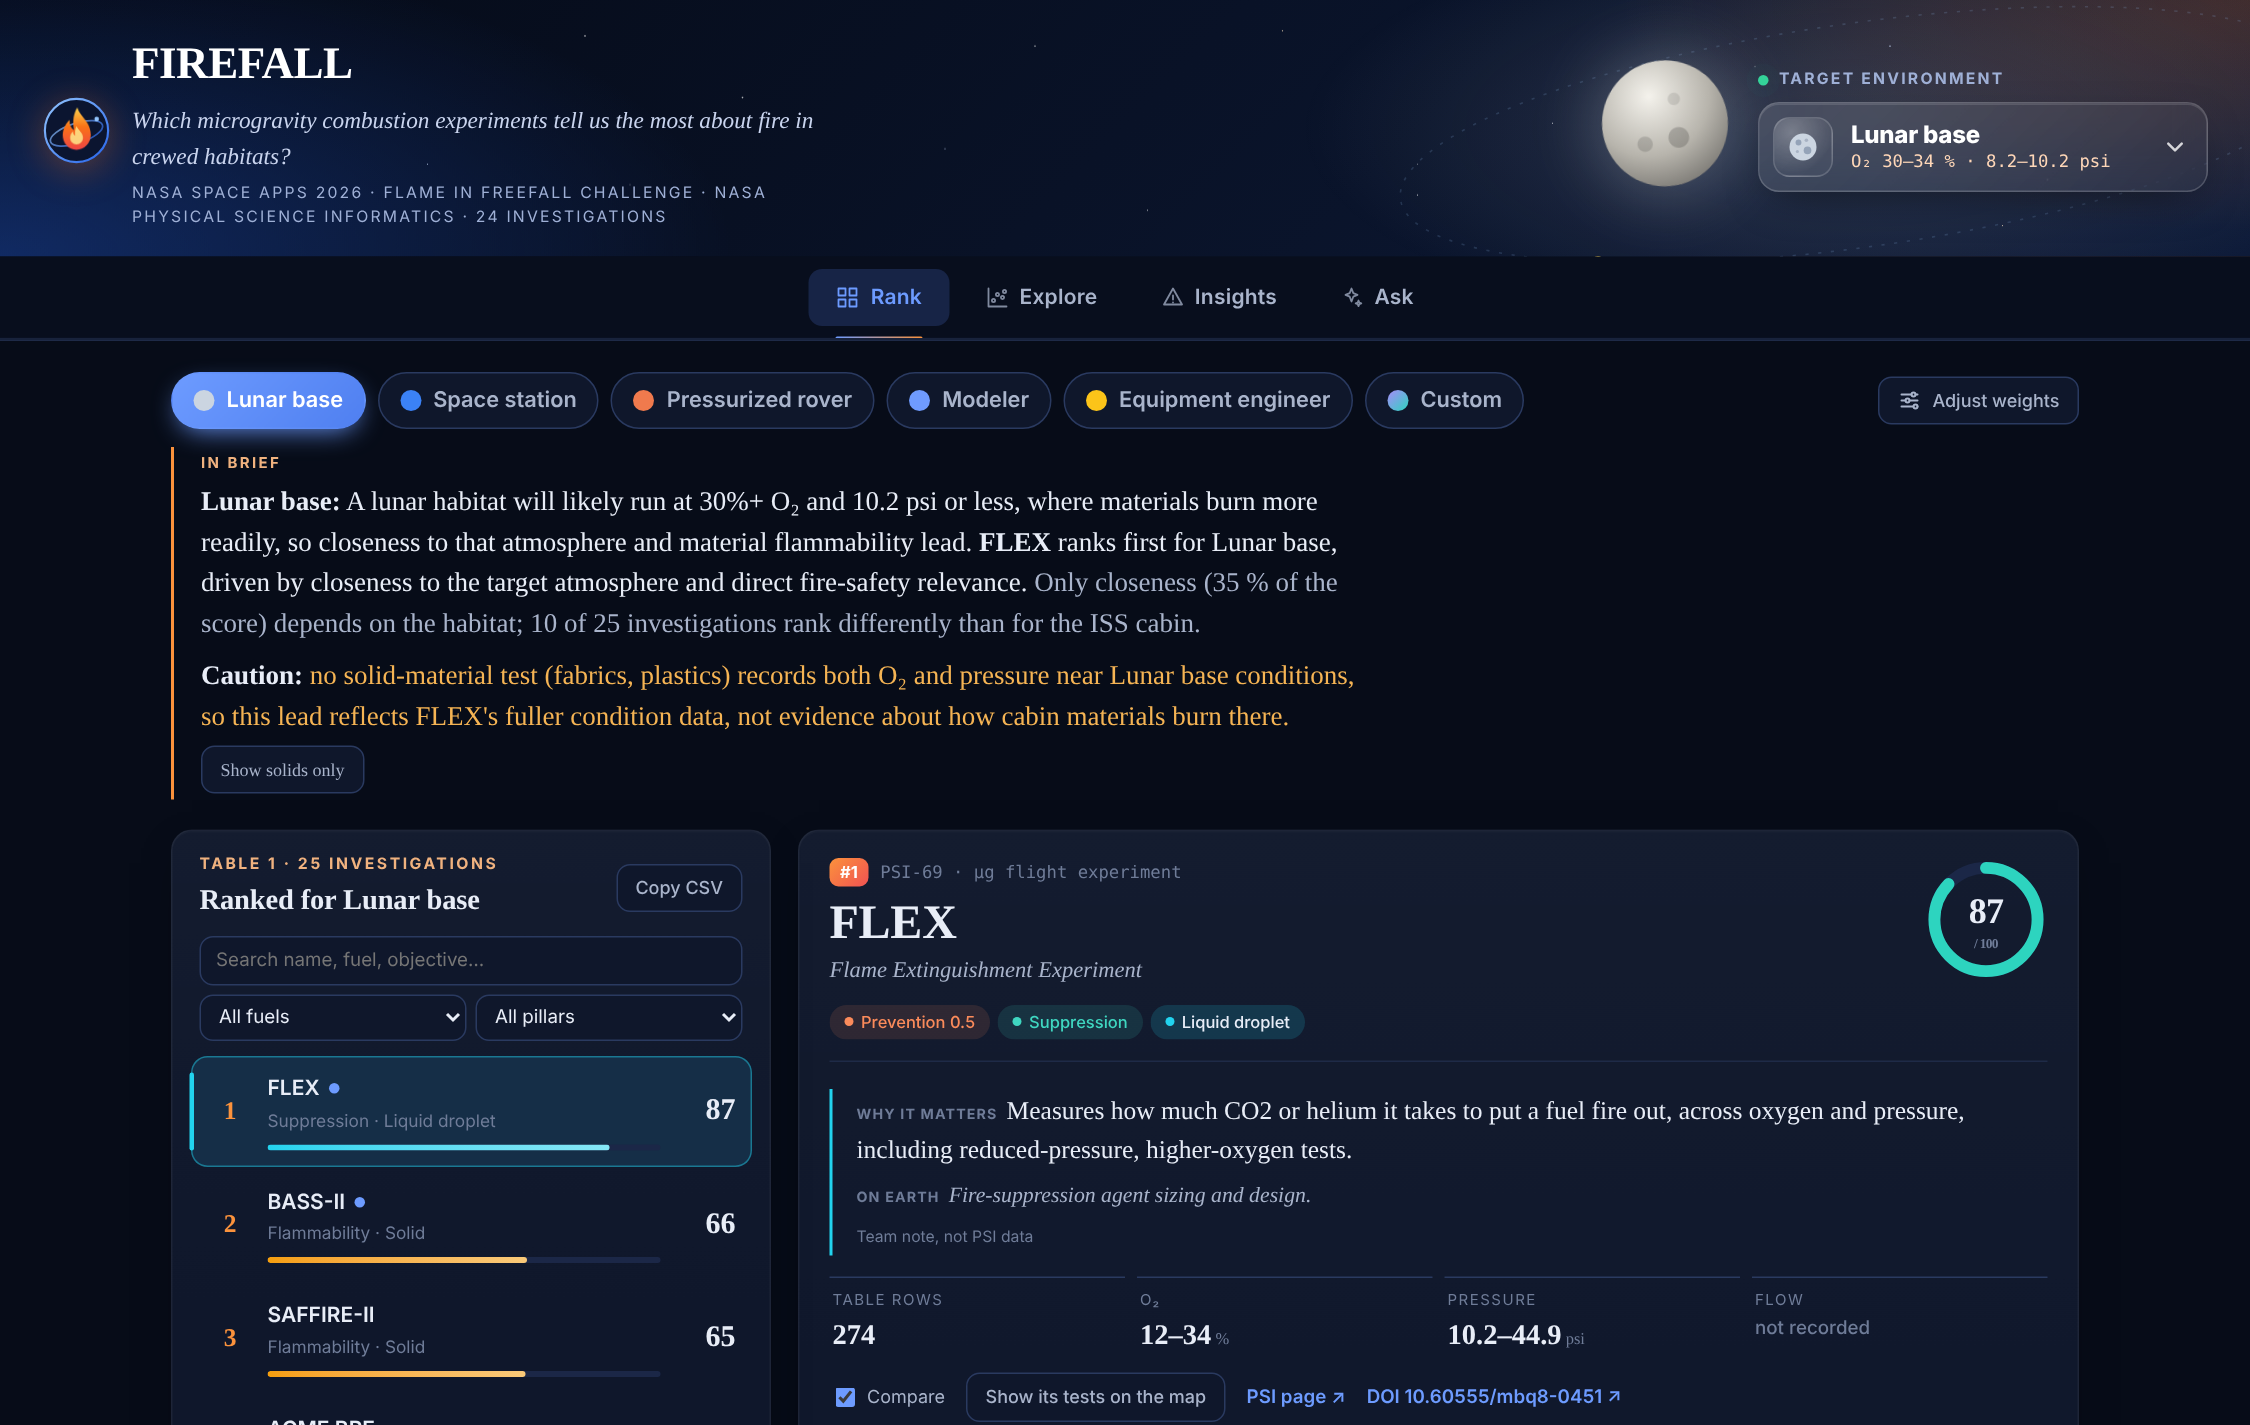 FIREFALL
Which microgravity combustion experiments tell us the most about fire in
crewed habitats?
NASA SPACE APPS 2026 · FLAME IN FREEFALL CHALLENGE · NASA
PHYSICAL SCIENCE INFORMATICS · 24 INVESTIGATIONS
TARGET ENVIRONMENT
Lunar base
O₂ 30–34 % · 8.2–10.2 psi
Rank
Explore
Insights
Ask
Lunar base
Space station
Pressurized rover
Modeler
Equipment engineer
Custom
Adjust weights
IN BRIEF
Lunar base: A lunar habitat will likely run at 30%+ O₂ and 10.2 psi or less, where materials burn more
readily, so closeness to that atmosphere and material flammability lead. FLEX ranks first for Lunar base,
driven by closeness to the target atmosphere and direct fire-safety relevance. Only closeness (35 % of the
score) depends on the habitat; 10 of 25 investigations rank differently than for the ISS cabin.
Caution: no solid-material test (fabrics, plastics) records both O₂ and pressure near Lunar base conditions,
so this lead reflects FLEX's fuller condition data, not evidence about how cabin materials burn there.
Show solids only
TABLE 1 · 25 INVESTIGATIONS
Ranked for Lunar base
Copy CSV
Search name, fuel, objective...
All fuels
All pillars
1
FLEX
Suppression · Liquid droplet
87
2
BASS-II
Flammability · Solid
66
3
SAFFIRE-II
Flammability · Solid
65
#1 PSI-69 · µg flight experiment
FLEX
Flame Extinguishment Experiment
87
/ 100
Prevention 0.5
Suppression
Liquid droplet
WHY IT MATTERS Measures how much CO2 or helium it takes to put a fuel fire out, across oxygen and pressure,
including reduced-pressure, higher-oxygen tests.
ON EARTH Fire-suppression agent sizing and design.
Team note, not PSI data
TABLE ROWS
274
O₂
12–34 %
PRESSURE
10.2–44.9 psi
FLOW
not recorded
Compare
Show its tests on the map
PSI page ↗
DOI 10.60555/mbq8-0451 ↗